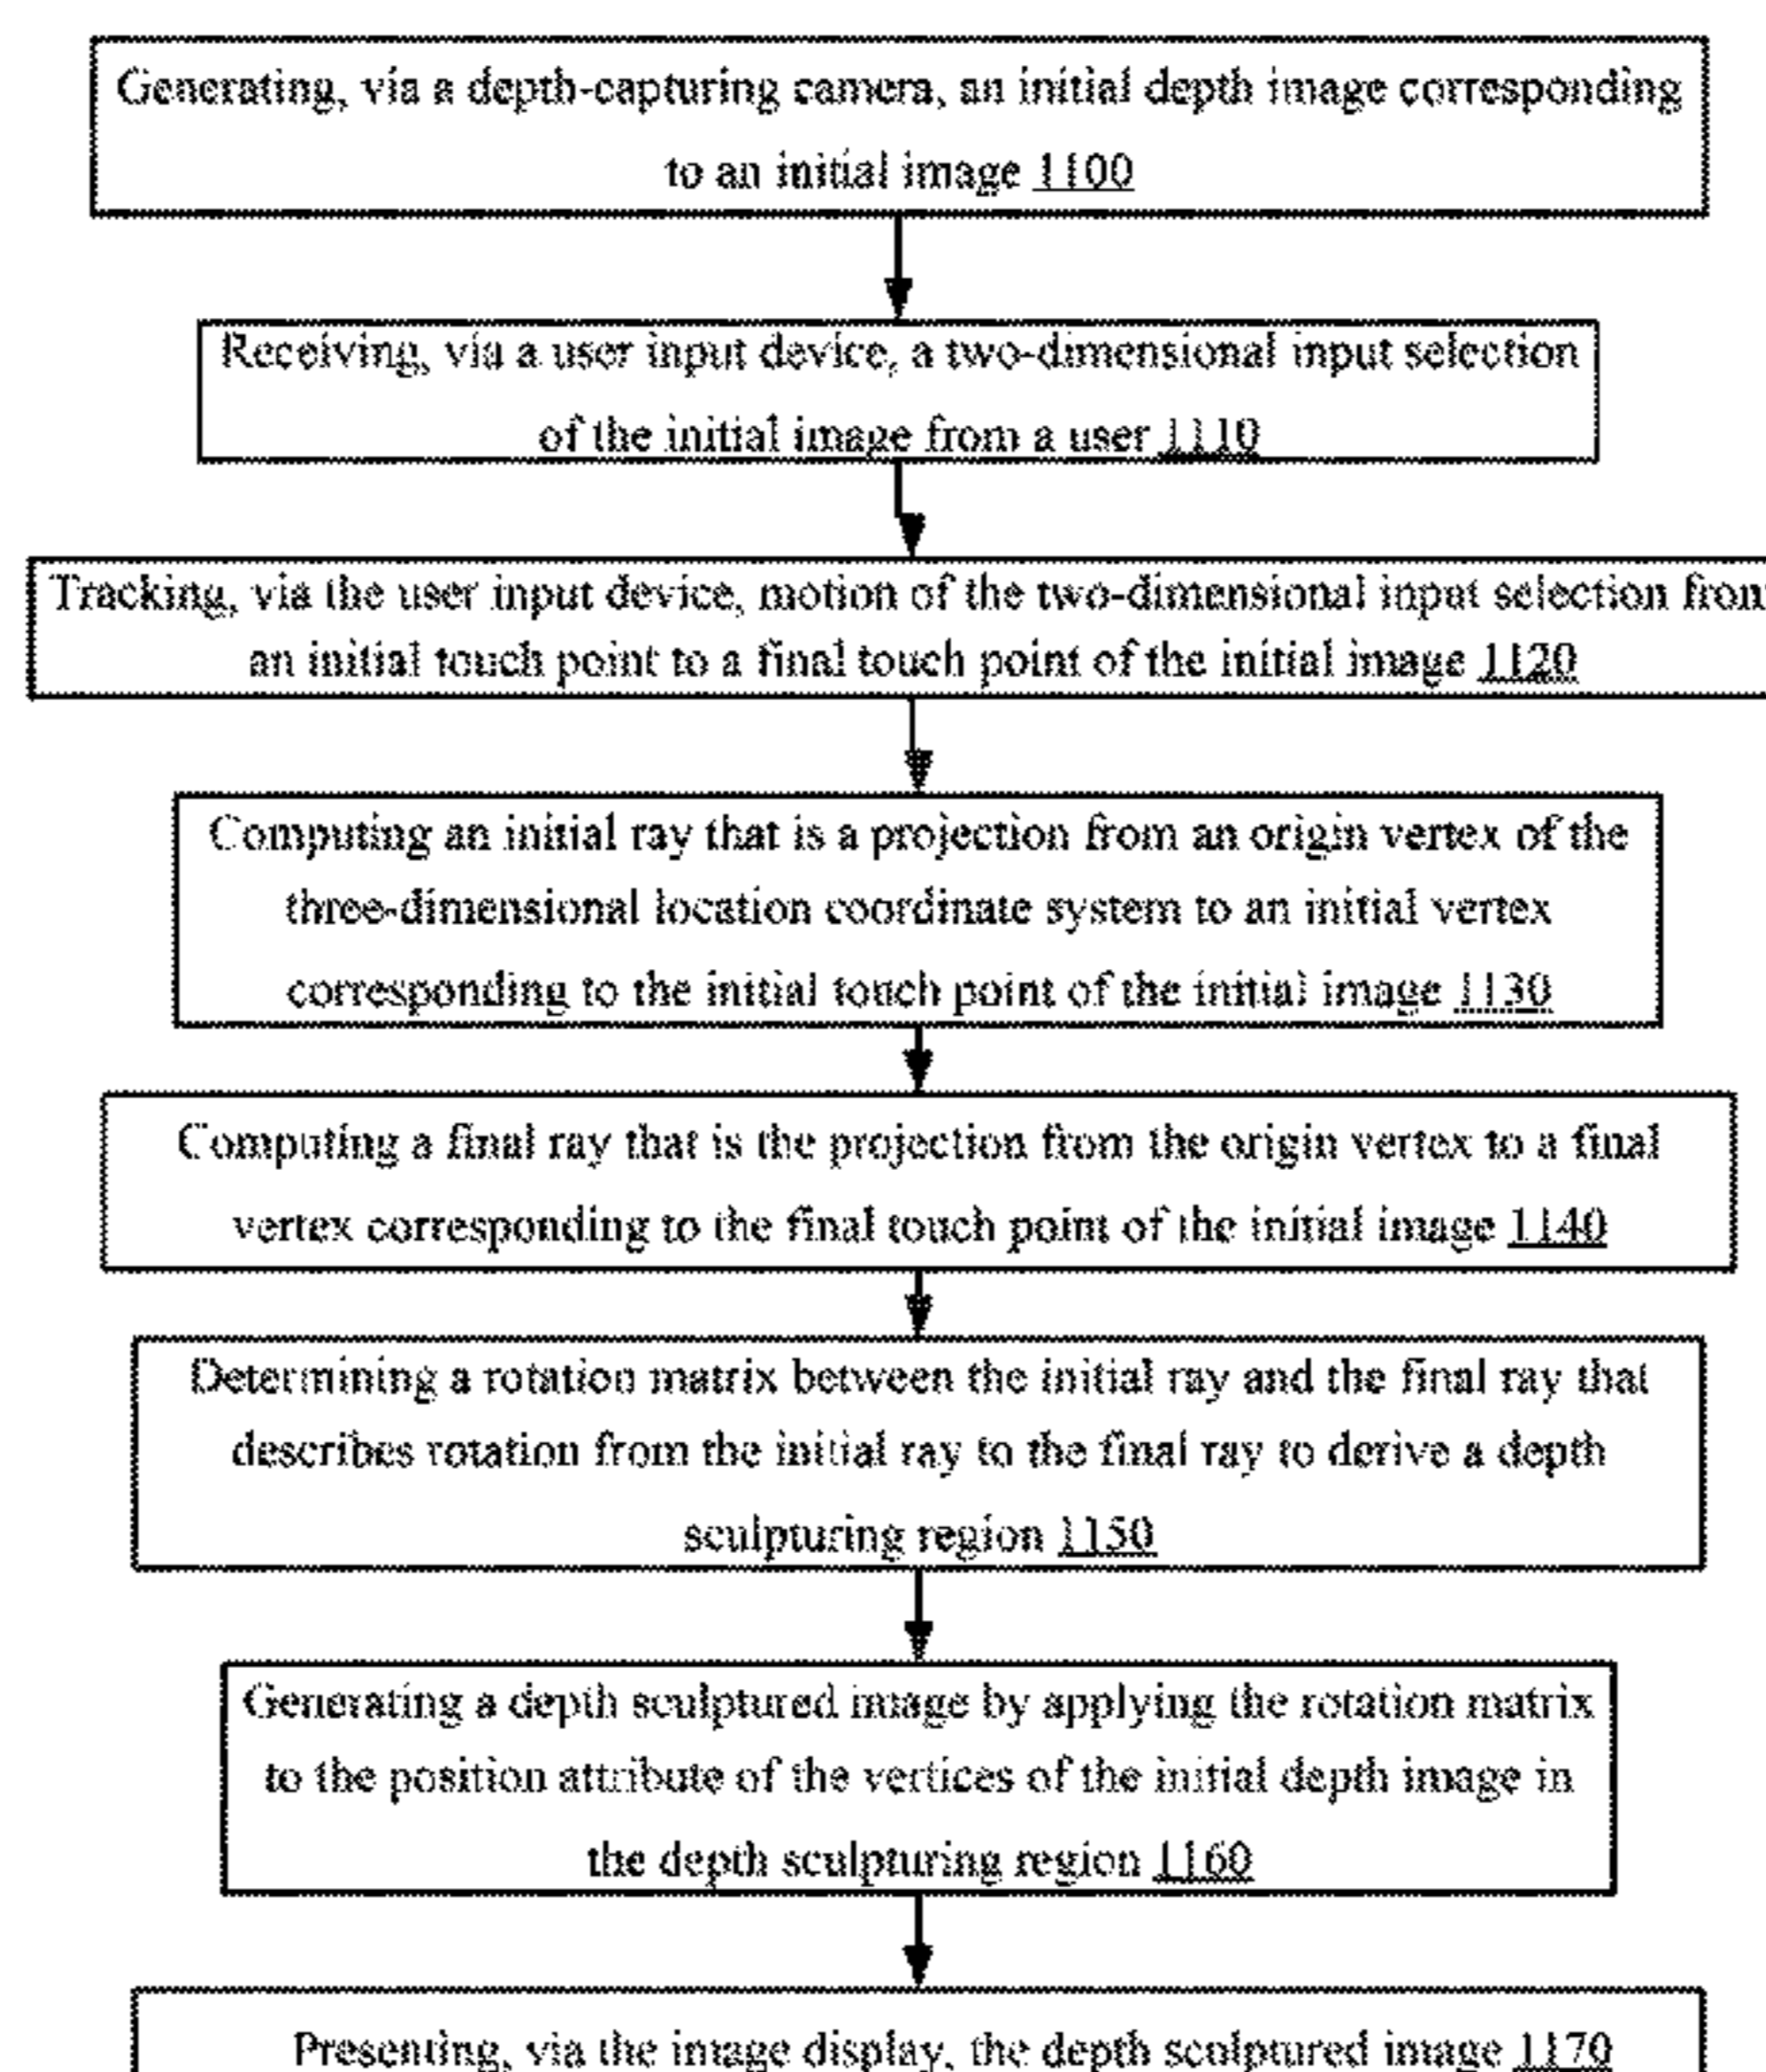 Generating, via a depth-capturing camera, an initial depth image corresponding
to an initial image 1100
Receiving, via a user input device, a two-dimensional input selection
of the initial image from a user 1110
Tracking, via the user input device, motion of the two-dimensional input selection from
an initial touch point to a final touch point of the initial image 1120
Computing an initial ray that is a projection from an origin vertex of the
three-dimensional location coordinate system to an initial vertex
corresponding to the initial touch point of the initial image 1130
Computing a final ray that is the projection from the origin vertex to a final
vertex corresponding to the final touch point of the initial image 1140
Determining a rotation matrix between the initial ray and the final ray that
describes rotation from the initial ray to the final ray to derive a depth
sculpturing region 1150
Generating a depth sculptured image by applying the rotation matrix
to the position attribute of the vertices of the initial depth image in
the depth sculpturing region 1160
Presenting, via the image display, the depth sculptured image 1170